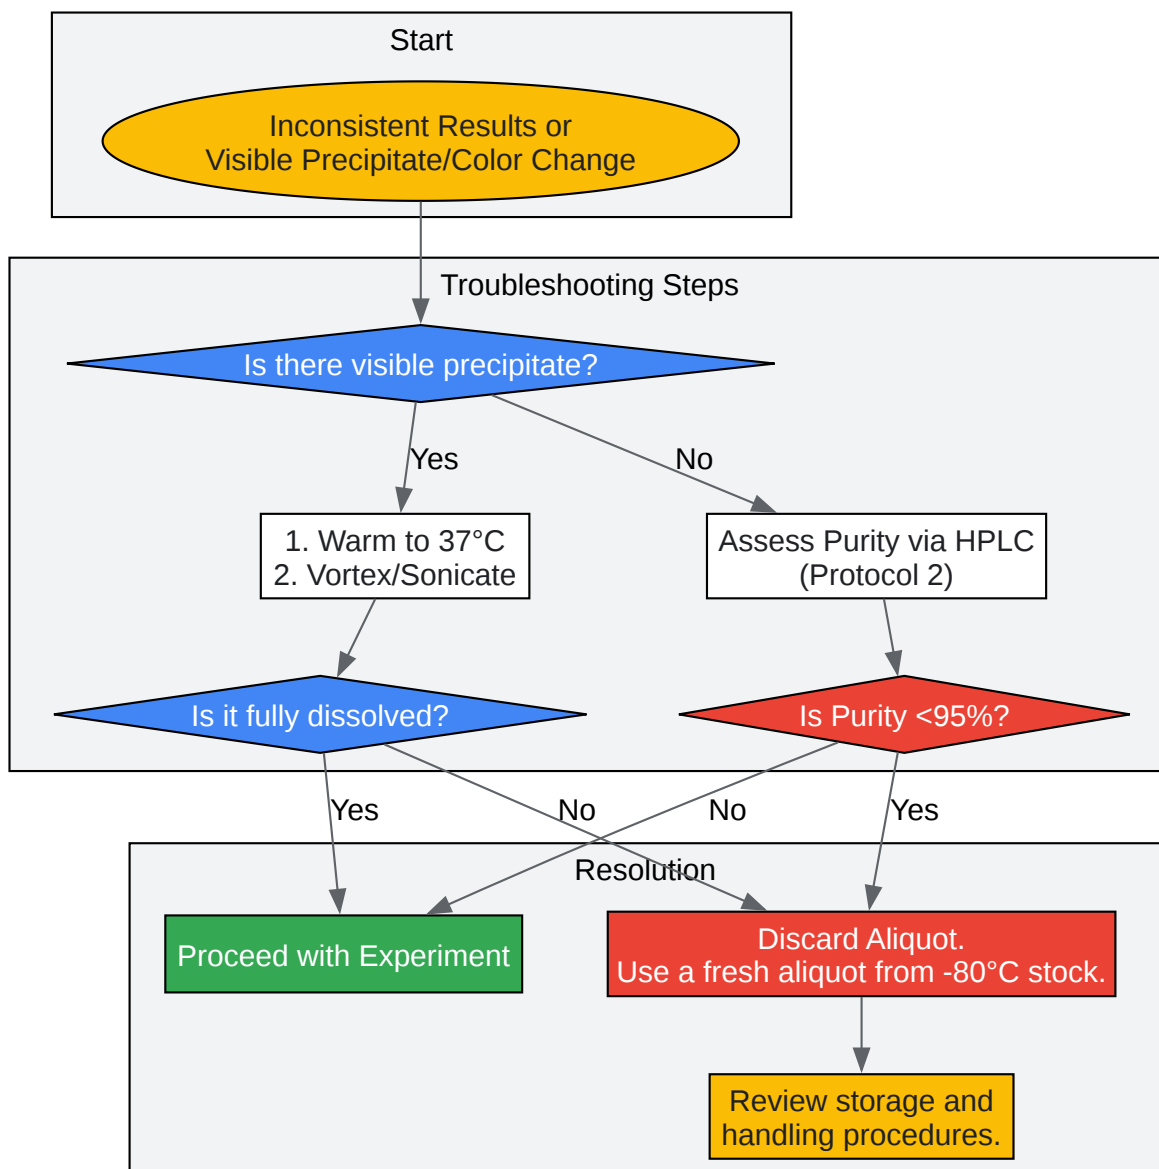 Start
Inconsistent Results or
Visible Precipitate/Color Change
Troubleshooting Steps
Is there visible precipitate?
Yes
No
1. Warm to 37°C
2. Vortex/Sonicate
Assess Purity via HPLC
(Protocol 2)
Is it fully dissolved?
Is Purity <95%?
Yes
No
No
Yes
Resolution
Proceed with Experiment
Discard Aliquot.
Use a fresh aliquot from -80°C stock.
Review storage and
handling procedures.